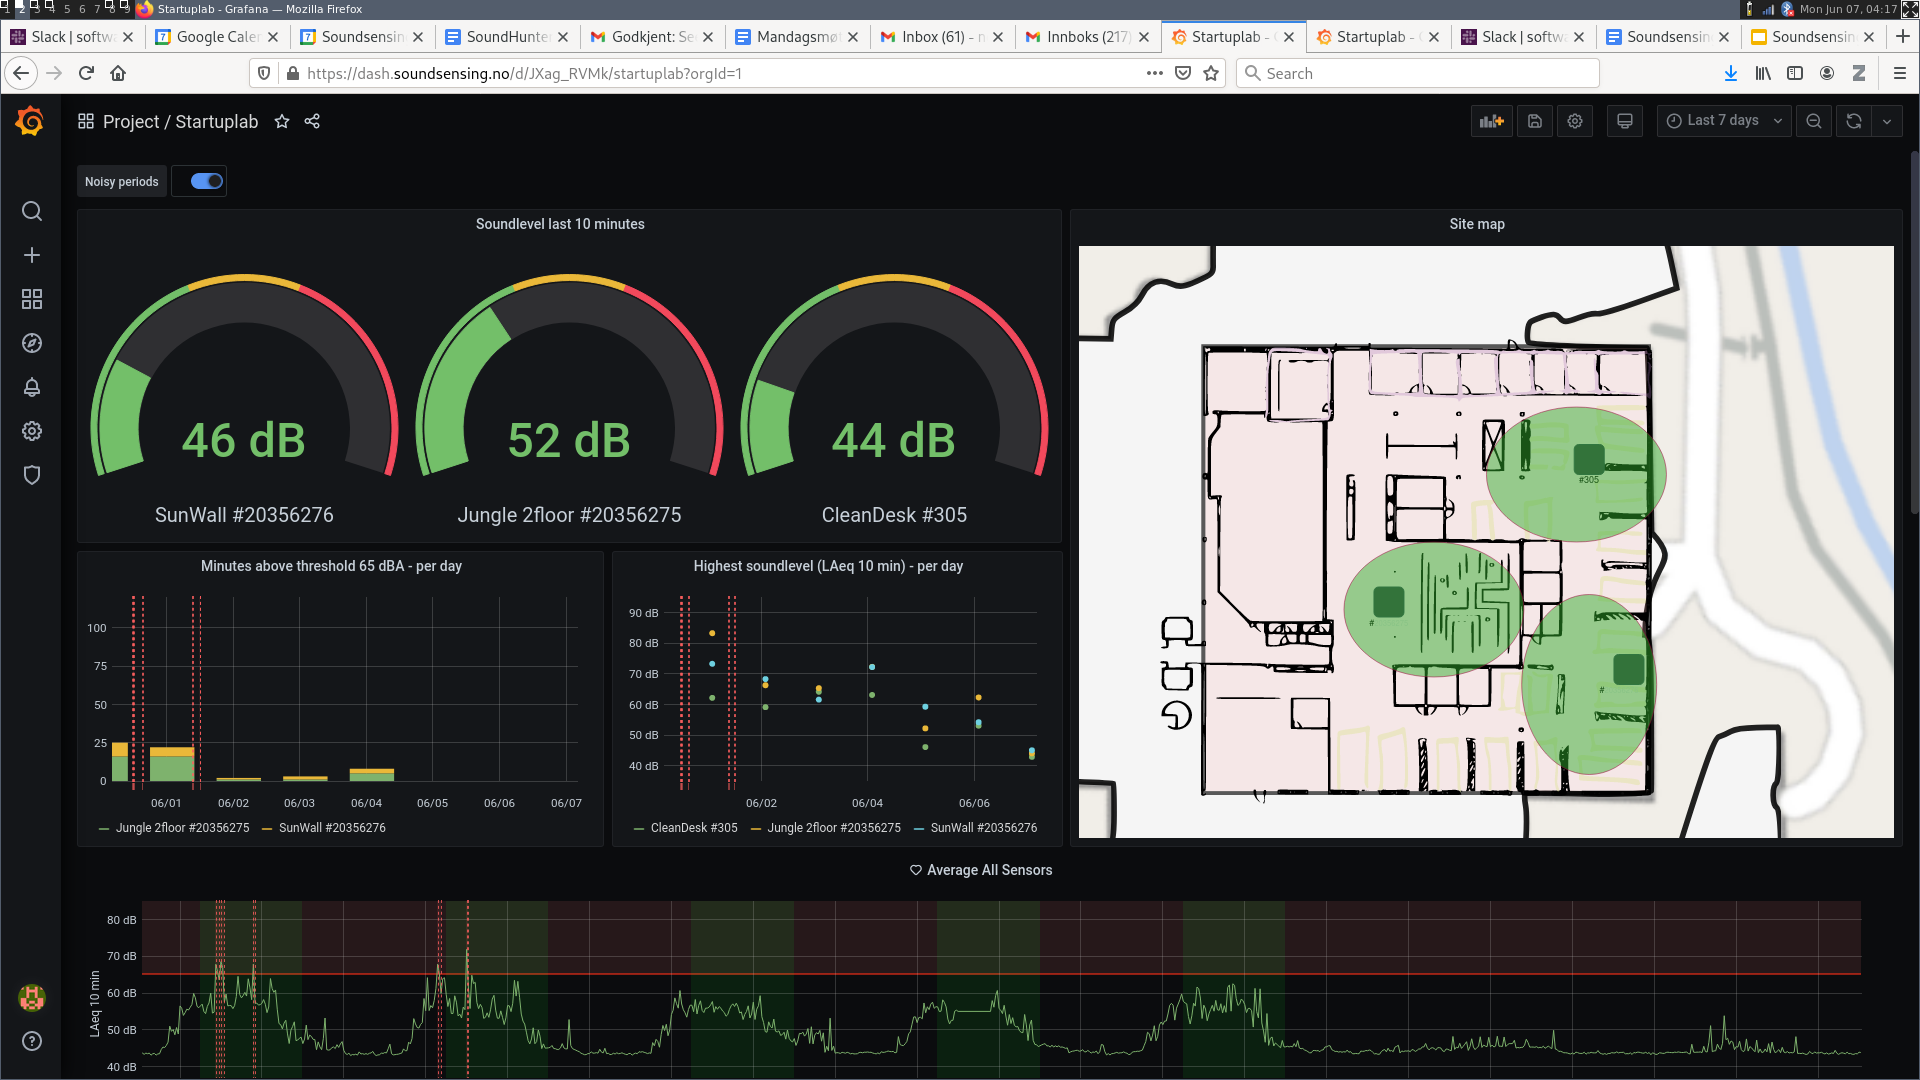 1 2 3 4 5 6 7 8 9 Startuplab - Grafana — Mozilla Firefox
Mon Jun 07, 04:17
Slack | softw
Google Caler
Soundsensin
SoundHunte
Godkjent: Se
Mandagsmø
Inbox (61) - n
Innboks (217)
Startuplab - G
Startuplab - G
Slack | softw
Soundsensin
Soundsensin
https://dash.soundsensing.no/d/JXag_RVMk/startuplab?orgId=1
Search
Project / Startuplab
Last 7 days
Noisy periods
Soundlevel last 10 minutes
46 dB
52 dB
44 dB
SunWall #20356276
Jungle 2floor #20356275
CleanDesk #305
Site map
#305
#
#
Minutes above threshold 65 dBA - per day
100
75
50
25
0
06/01 06/02 06/03 06/04 06/05 06/06 06/07
Jungle 2floor #20356275 SunWall #20356276
Highest soundlevel (LAeq 10 min) - per day
90 dB
80 dB
70 dB
60 dB
50 dB
40 dB
06/02 06/04 06/06
CleanDesk #305 Jungle 2floor #20356275 SunWall #20356276
Average All Sensors
LAeq 10 min
80 dB
70 dB
60 dB
50 dB
40 dB